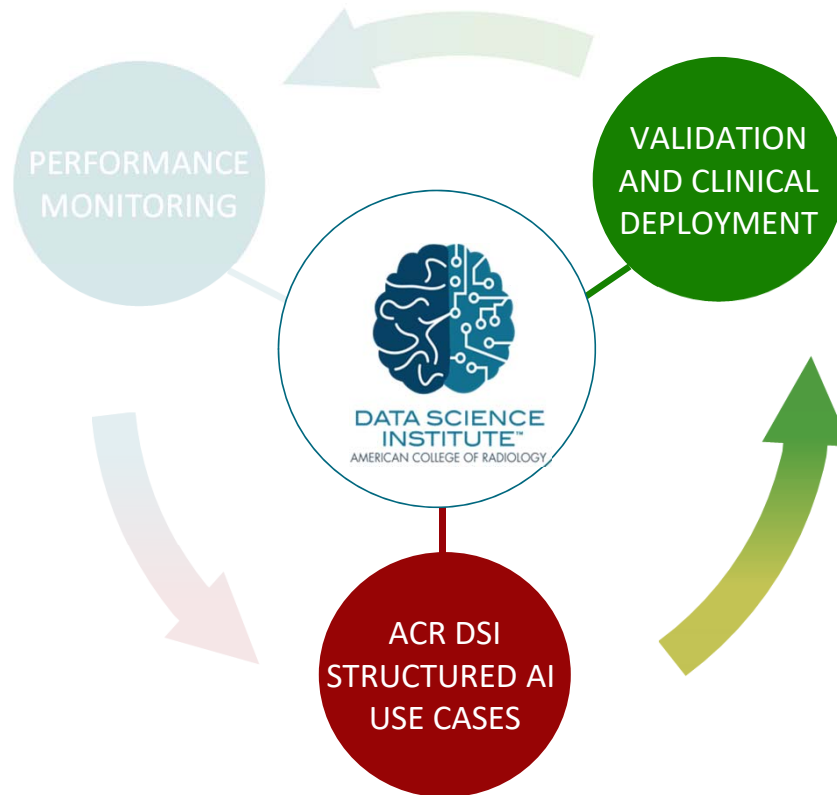 PERFORMANCE
MONITORING
VALIDATION
AND CLINICAL
DEPLOYMENT
DATA SCIENCE
INSTITUTE™
AMERICAN COLLEGE OF RADIOLOGY
ACR DSI
STRUCTURED AI
USE CASES